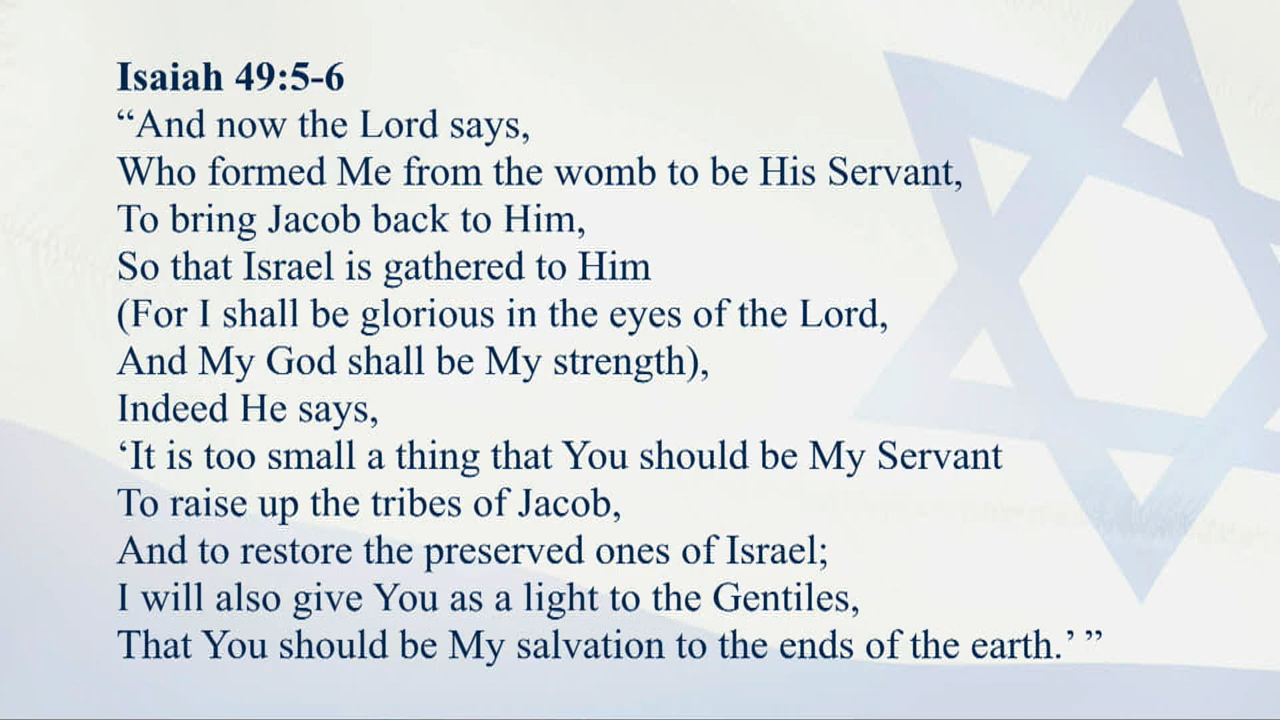 Isaiah 49:5-6
“And now the Lord says,
Who formed Me from the womb to be His Servant,
To bring Jacob back to Him,
So that Israel is gathered to Him
(For I shall be glorious in the eyes of the Lord,
And My God shall be My strength),
Indeed He says,
‘It is too small a thing that You should be My Servant
To raise up the tribes of Jacob,
And to restore the preserved ones of Israel;
I will also give You as a light to the Gentiles,
That You should be My salvation to the ends of the earth.’ ”